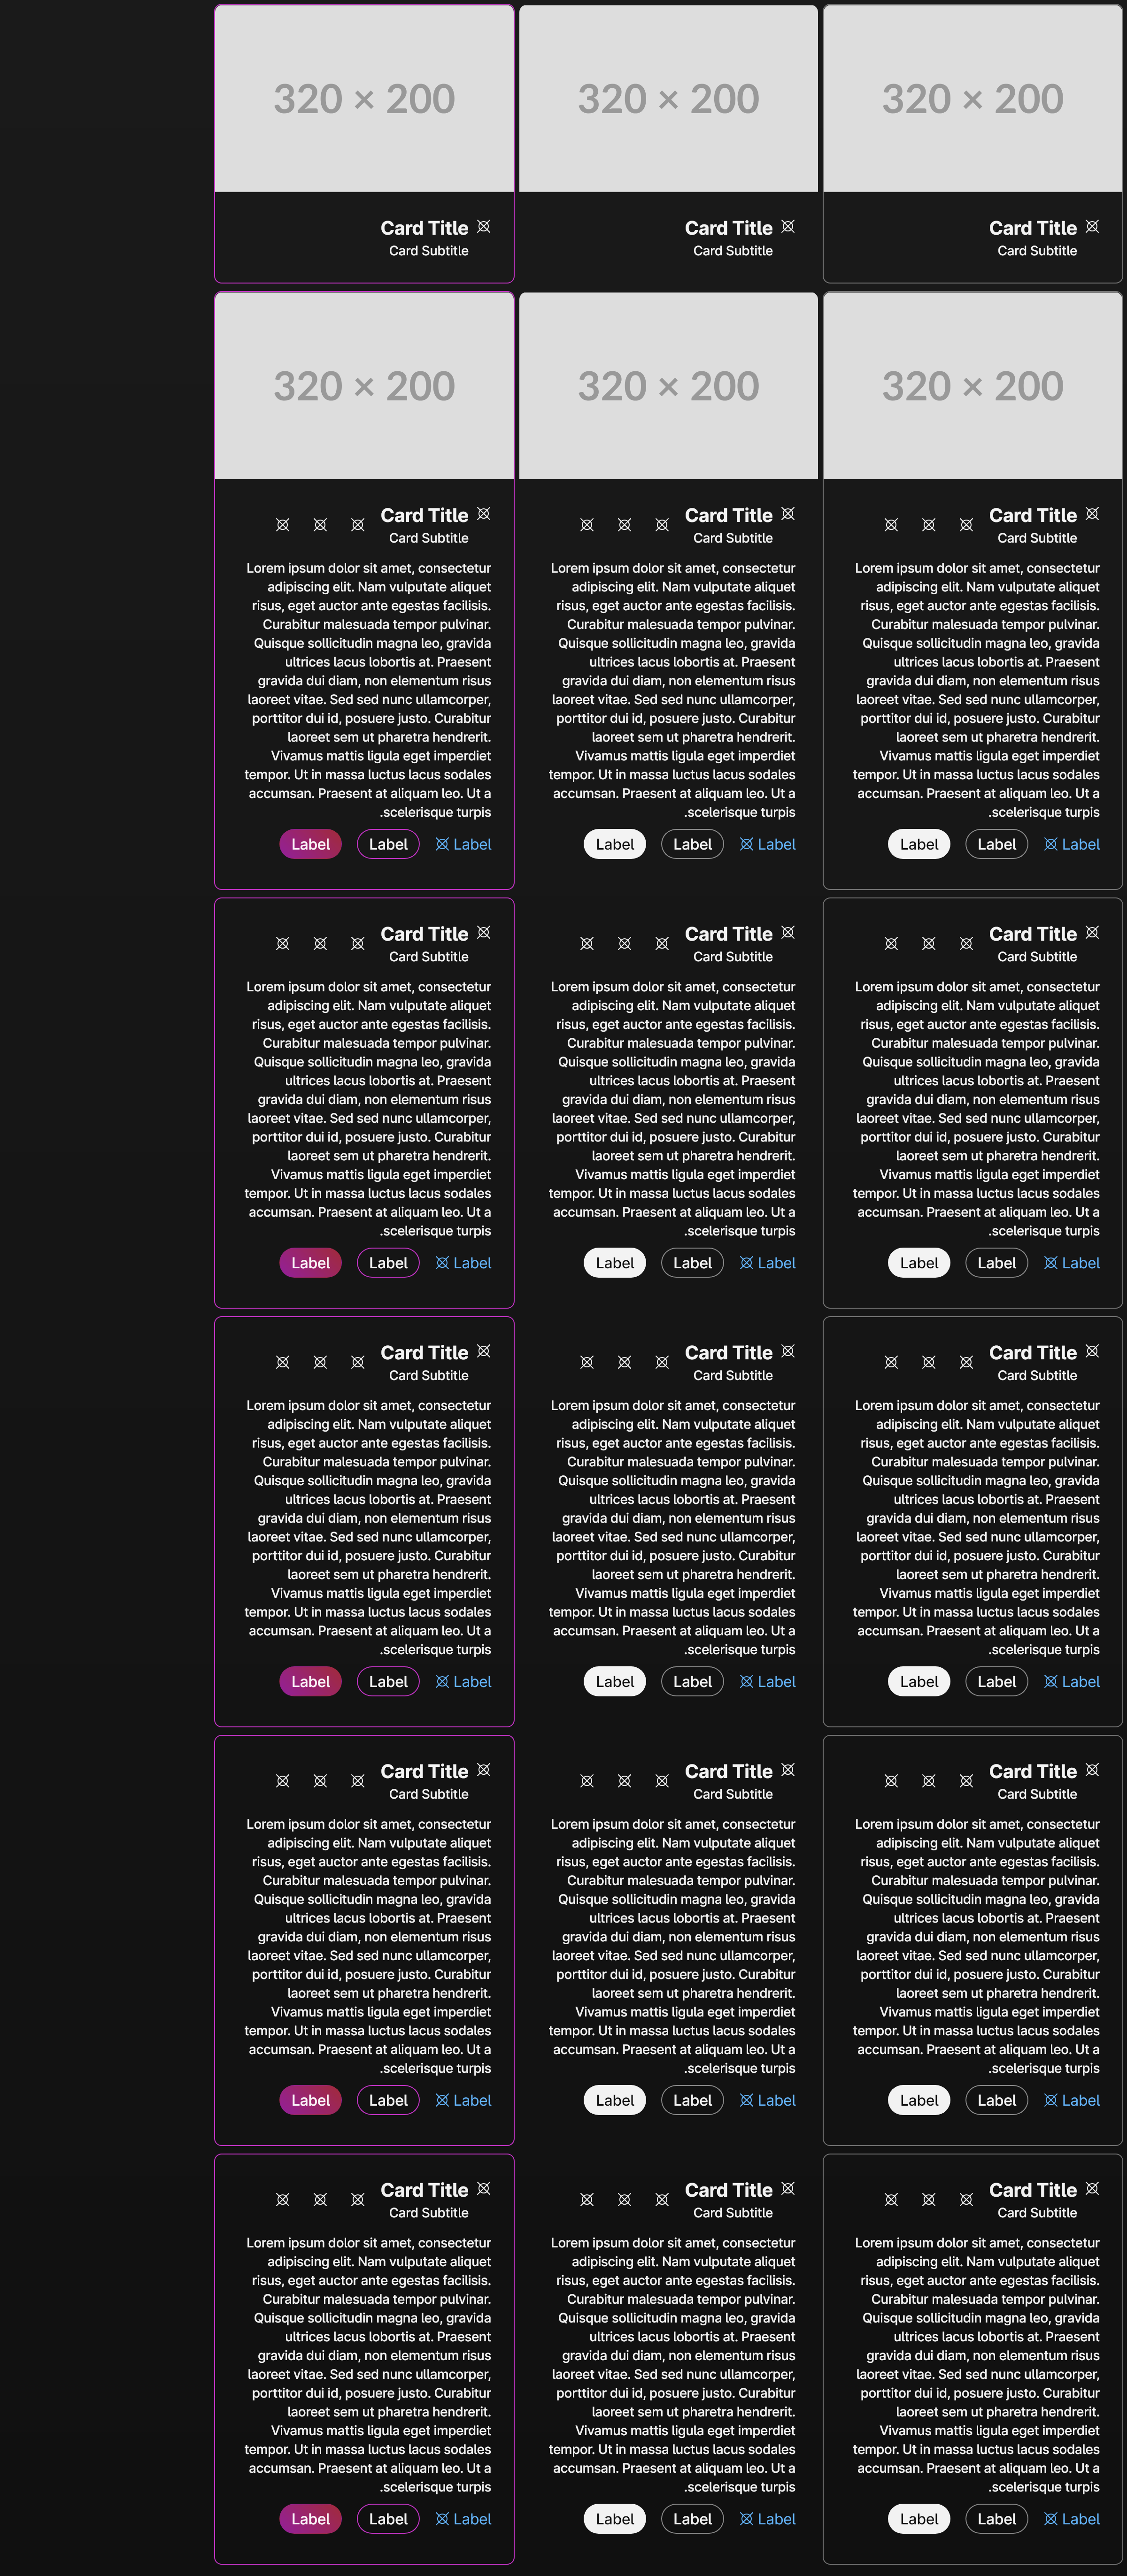 320 × 200
Card Title
Card Subtitle
320 × 200
Card Title
Card Subtitle
320 × 200
Card Title
Card Subtitle
320 × 200
Card Title
Card Subtitle
Lorem ipsum dolor sit amet, consectetur
adipiscing elit. Nam vulputate aliquet
risus, eget auctor ante egestas facilisis.
Curabitur malesuada tempor pulvinar.
Quisque sollicitudin magna leo, gravida
ultrices lacus lobortis at. Praesent
gravida dui diam, non elementum risus
laoreet vitae. Sed sed nunc ullamcorper,
porttitor dui id, posuere justo. Curabitur
laoreet sem ut pharetra hendrerit.
Vivamus mattis ligula eget imperdiet
tempor. Ut in massa luctus lacus sodales
accumsan. Praesent at aliquam leo. Ut a
.scelerisque turpis
Label Label Label
320 × 200
Card Title
Card Subtitle
Lorem ipsum dolor sit amet, consectetur
adipiscing elit. Nam vulputate aliquet
risus, eget auctor ante egestas facilisis.
Curabitur malesuada tempor pulvinar.
Quisque sollicitudin magna leo, gravida
ultrices lacus lobortis at. Praesent
gravida dui diam, non elementum risus
laoreet vitae. Sed sed nunc ullamcorper,
porttitor dui id, posuere justo. Curabitur
laoreet sem ut pharetra hendrerit.
Vivamus mattis ligula eget imperdiet
tempor. Ut in massa luctus lacus sodales
accumsan. Praesent at aliquam leo. Ut a
.scelerisque turpis
Label Label Label
320 × 200
Card Title
Card Subtitle
Lorem ipsum dolor sit amet, consectetur
adipiscing elit. Nam vulputate aliquet
risus, eget auctor ante egestas facilisis.
Curabitur malesuada tempor pulvinar.
Quisque sollicitudin magna leo, gravida
ultrices lacus lobortis at. Praesent
gravida dui diam, non elementum risus
laoreet vitae. Sed sed nunc ullamcorper,
porttitor dui id, posuere justo. Curabitur
laoreet sem ut pharetra hendrerit.
Vivamus mattis ligula eget imperdiet
tempor. Ut in massa luctus lacus sodales
accumsan. Praesent at aliquam leo. Ut a
.scelerisque turpis
Label Label Label
Card Title
Card Subtitle
Lorem ipsum dolor sit amet, consectetur
adipiscing elit. Nam vulputate aliquet
risus, eget auctor ante egestas facilisis.
Curabitur malesuada tempor pulvinar.
Quisque sollicitudin magna leo, gravida
ultrices lacus lobortis at. Praesent
gravida dui diam, non elementum risus
laoreet vitae. Sed sed nunc ullamcorper,
porttitor dui id, posuere justo. Curabitur
laoreet sem ut pharetra hendrerit.
Vivamus mattis ligula eget imperdiet
tempor. Ut in massa luctus lacus sodales
accumsan. Praesent at aliquam leo. Ut a
.scelerisque turpis
Label Label Label
Card Title
Card Subtitle
Lorem ipsum dolor sit amet, consectetur
adipiscing elit. Nam vulputate aliquet
risus, eget auctor ante egestas facilisis.
Curabitur malesuada tempor pulvinar.
Quisque sollicitudin magna leo, gravida
ultrices lacus lobortis at. Praesent
gravida dui diam, non elementum risus
laoreet vitae. Sed sed nunc ullamcorper,
porttitor dui id, posuere justo. Curabitur
laoreet sem ut pharetra hendrerit.
Vivamus mattis ligula eget imperdiet
tempor. Ut in massa luctus lacus sodales
accumsan. Praesent at aliquam leo. Ut a
.scelerisque turpis
Label Label Label
Card Title
Card Subtitle
Lorem ipsum dolor sit amet, consectetur
adipiscing elit. Nam vulputate aliquet
risus, eget auctor ante egestas facilisis.
Curabitur malesuada tempor pulvinar.
Quisque sollicitudin magna leo, gravida
ultrices lacus lobortis at. Praesent
gravida dui diam, non elementum risus
laoreet vitae. Sed sed nunc ullamcorper,
porttitor dui id, posuere justo. Curabitur
laoreet sem ut pharetra hendrerit.
Vivamus mattis ligula eget imperdiet
tempor. Ut in massa luctus lacus sodales
accumsan. Praesent at aliquam leo. Ut a
.scelerisque turpis
Label Label Label
Card Title
Card Subtitle
Lorem ipsum dolor sit amet, consectetur
adipiscing elit. Nam vulputate aliquet
risus, eget auctor ante egestas facilisis.
Curabitur malesuada tempor pulvinar.
Quisque sollicitudin magna leo, gravida
ultrices lacus lobortis at. Praesent
gravida dui diam, non elementum risus
laoreet vitae. Sed sed nunc ullamcorper,
porttitor dui id, posuere justo. Curabitur
laoreet sem ut pharetra hendrerit.
Vivamus mattis ligula eget imperdiet
tempor. Ut in massa luctus lacus sodales
accumsan. Praesent at aliquam leo. Ut a
.scelerisque turpis
Label Label Label
Card Title
Card Subtitle
Lorem ipsum dolor sit amet, consectetur
adipiscing elit. Nam vulputate aliquet
risus, eget auctor ante egestas facilisis.
Curabitur malesuada tempor pulvinar.
Quisque sollicitudin magna leo, gravida
ultrices lacus lobortis at. Praesent
gravida dui diam, non elementum risus
laoreet vitae. Sed sed nunc ullamcorper,
porttitor dui id, posuere justo. Curabitur
laoreet sem ut pharetra hendrerit.
Vivamus mattis ligula eget imperdiet
tempor. Ut in massa luctus lacus sodales
accumsan. Praesent at aliquam leo. Ut a
.scelerisque turpis
Label Label Label
Card Title
Card Subtitle
Lorem ipsum dolor sit amet, consectetur
adipiscing elit. Nam vulputate aliquet
risus, eget auctor ante egestas facilisis.
Curabitur malesuada tempor pulvinar.
Quisque sollicitudin magna leo, gravida
ultrices lacus lobortis at. Praesent
gravida dui diam, non elementum risus
laoreet vitae. Sed sed nunc ullamcorper,
porttitor dui id, posuere justo. Curabitur
laoreet sem ut pharetra hendrerit.
Vivamus mattis ligula eget imperdiet
tempor. Ut in massa luctus lacus sodales
accumsan. Praesent at aliquam leo. Ut a
.scelerisque turpis
Label Label Label
Card Title
Card Subtitle
Lorem ipsum dolor sit amet, consectetur
adipiscing elit. Nam vulputate aliquet
risus, eget auctor ante egestas facilisis.
Curabitur malesuada tempor pulvinar.
Quisque sollicitudin magna leo, gravida
ultrices lacus lobortis at. Praesent
gravida dui diam, non elementum risus
laoreet vitae. Sed sed nunc ullamcorper,
porttitor dui id, posuere justo. Curabitur
laoreet sem ut pharetra hendrerit.
Vivamus mattis ligula eget imperdiet
tempor. Ut in massa luctus lacus sodales
accumsan. Praesent at aliquam leo. Ut a
.scelerisque turpis
Label Label Label
Card Title
Card Subtitle
Lorem ipsum dolor sit amet, consectetur
adipiscing elit. Nam vulputate aliquet
risus, eget auctor ante egestas facilisis.
Curabitur malesuada tempor pulvinar.
Quisque sollicitudin magna leo, gravida
ultrices lacus lobortis at. Praesent
gravida dui diam, non elementum risus
laoreet vitae. Sed sed nunc ullamcorper,
porttitor dui id, posuere justo. Curabitur
laoreet sem ut pharetra hendrerit.
Vivamus mattis ligula eget imperdiet
tempor. Ut in massa luctus lacus sodales
accumsan. Praesent at aliquam leo. Ut a
.scelerisque turpis
Label Label Label
Card Title
Card Subtitle
Lorem ipsum dolor sit amet, consectetur
adipiscing elit. Nam vulputate aliquet
risus, eget auctor ante egestas facilisis.
Curabitur malesuada tempor pulvinar.
Quisque sollicitudin magna leo, gravida
ultrices lacus lobortis at. Praesent
gravida dui diam, non elementum risus
laoreet vitae. Sed sed nunc ullamcorper,
porttitor dui id, posuere justo. Curabitur
laoreet sem ut pharetra hendrerit.
Vivamus mattis ligula eget imperdiet
tempor. Ut in massa luctus lacus sodales
accumsan. Praesent at aliquam leo. Ut a
.scelerisque turpis
Label Label Label
Card Title
Card Subtitle
Lorem ipsum dolor sit amet, consectetur
adipiscing elit. Nam vulputate aliquet
risus, eget auctor ante egestas facilisis.
Curabitur malesuada tempor pulvinar.
Quisque sollicitudin magna leo, gravida
ultrices lacus lobortis at. Praesent
gravida dui diam, non elementum risus
laoreet vitae. Sed sed nunc ullamcorper,
porttitor dui id, posuere justo. Curabitur
laoreet sem ut pharetra hendrerit.
Vivamus mattis ligula eget imperdiet
tempor. Ut in massa luctus lacus sodales
accumsan. Praesent at aliquam leo. Ut a
.scelerisque turpis
Label Label Label
Card Title
Card Subtitle
Lorem ipsum dolor sit amet, consectetur
adipiscing elit. Nam vulputate aliquet
risus, eget auctor ante egestas facilisis.
Curabitur malesuada tempor pulvinar.
Quisque sollicitudin magna leo, gravida
ultrices lacus lobortis at. Praesent
gravida dui diam, non elementum risus
laoreet vitae. Sed sed nunc ullamcorper,
porttitor dui id, posuere justo. Curabitur
laoreet sem ut pharetra hendrerit.
Vivamus mattis ligula eget imperdiet
tempor. Ut in massa luctus lacus sodales
accumsan. Praesent at aliquam leo. Ut a
.scelerisque turpis
Label Label Label
Card Title
Card Subtitle
Lorem ipsum dolor sit amet, consectetur
adipiscing elit. Nam vulputate aliquet
risus, eget auctor ante egestas facilisis.
Curabitur malesuada tempor pulvinar.
Quisque sollicitudin magna leo, gravida
ultrices lacus lobortis at. Praesent
gravida dui diam, non elementum risus
laoreet vitae. Sed sed nunc ullamcorper,
porttitor dui id, posuere justo. Curabitur
laoreet sem ut pharetra hendrerit.
Vivamus mattis ligula eget imperdiet
tempor. Ut in massa luctus lacus sodales
accumsan. Praesent at aliquam leo. Ut a
.scelerisque turpis
Label Label Label